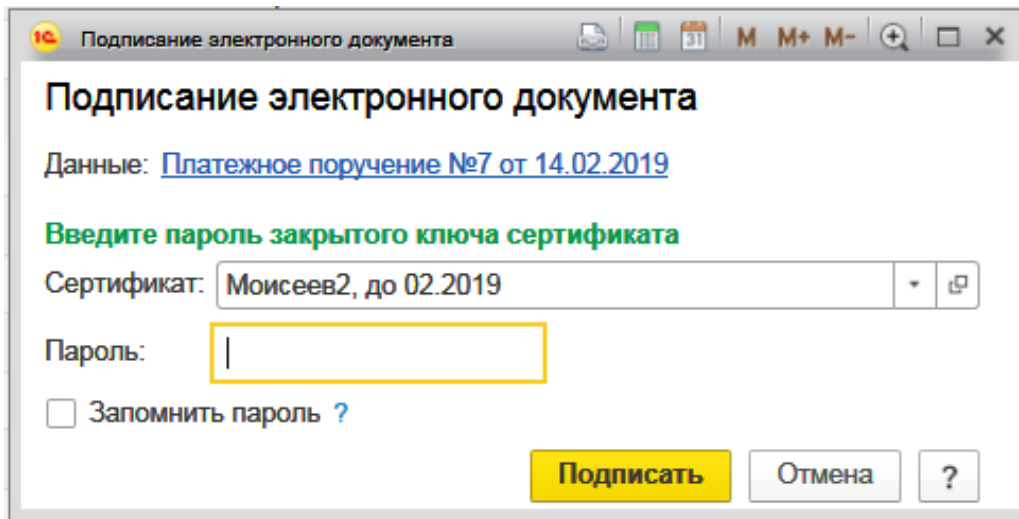 1С Подписание электронного документа 31 M M+ M-
Подписание электронного документа
Данные: Платежное поручение №7 от 14.02.2019
Введите пароль закрытого ключа сертификата
Сертификат: Моисеев2, до 02.2019
Пароль:
Запомнить пароль ?
Подписать Отмена ?